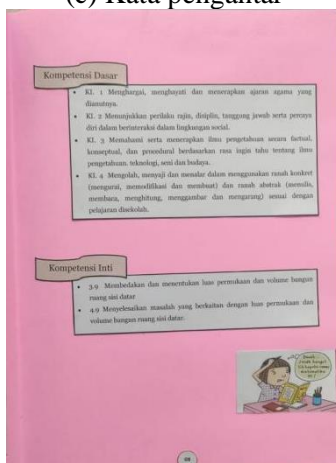 (c) Kata pengantar
Kompetensi Dasar
• KI. 1 Menghargai, menghayati dan menerapkan ajaran agama yang
dianutnya.
• KI. 2 Menunjukkan perilaku rajin, disiplin, tanggung jawab serta percaya
diri dalam berinteraksi dalam lingkungan social.
• KI. 3 Memahami serta menerapkan ilmu pengetahuan secara factual,
konseptual, dan procedural berdasarkan rasa ingin tahu tentang ilmu
pengetahuan, teknologi, seni dan budaya.
• KI. 4 Mengolah, menyaji dan menalar dalam menggunakan ranah konkret
(mengurai, memodifikasi dan membuat) dan ranah abstrak (menulis,
membaca, menghitung, menggambar dan mengarang) sesuai dengan
pelajaran disekolah.
Kompetensi Inti
• 3.9 Membedakan dan menentukan luas permukaan dan volume bangun
ruang sisi datar
• 4.9 Menyelesaikan masalah yang berkaitan dengan luas permukaan dan
volume bangun ruang sisi datar.